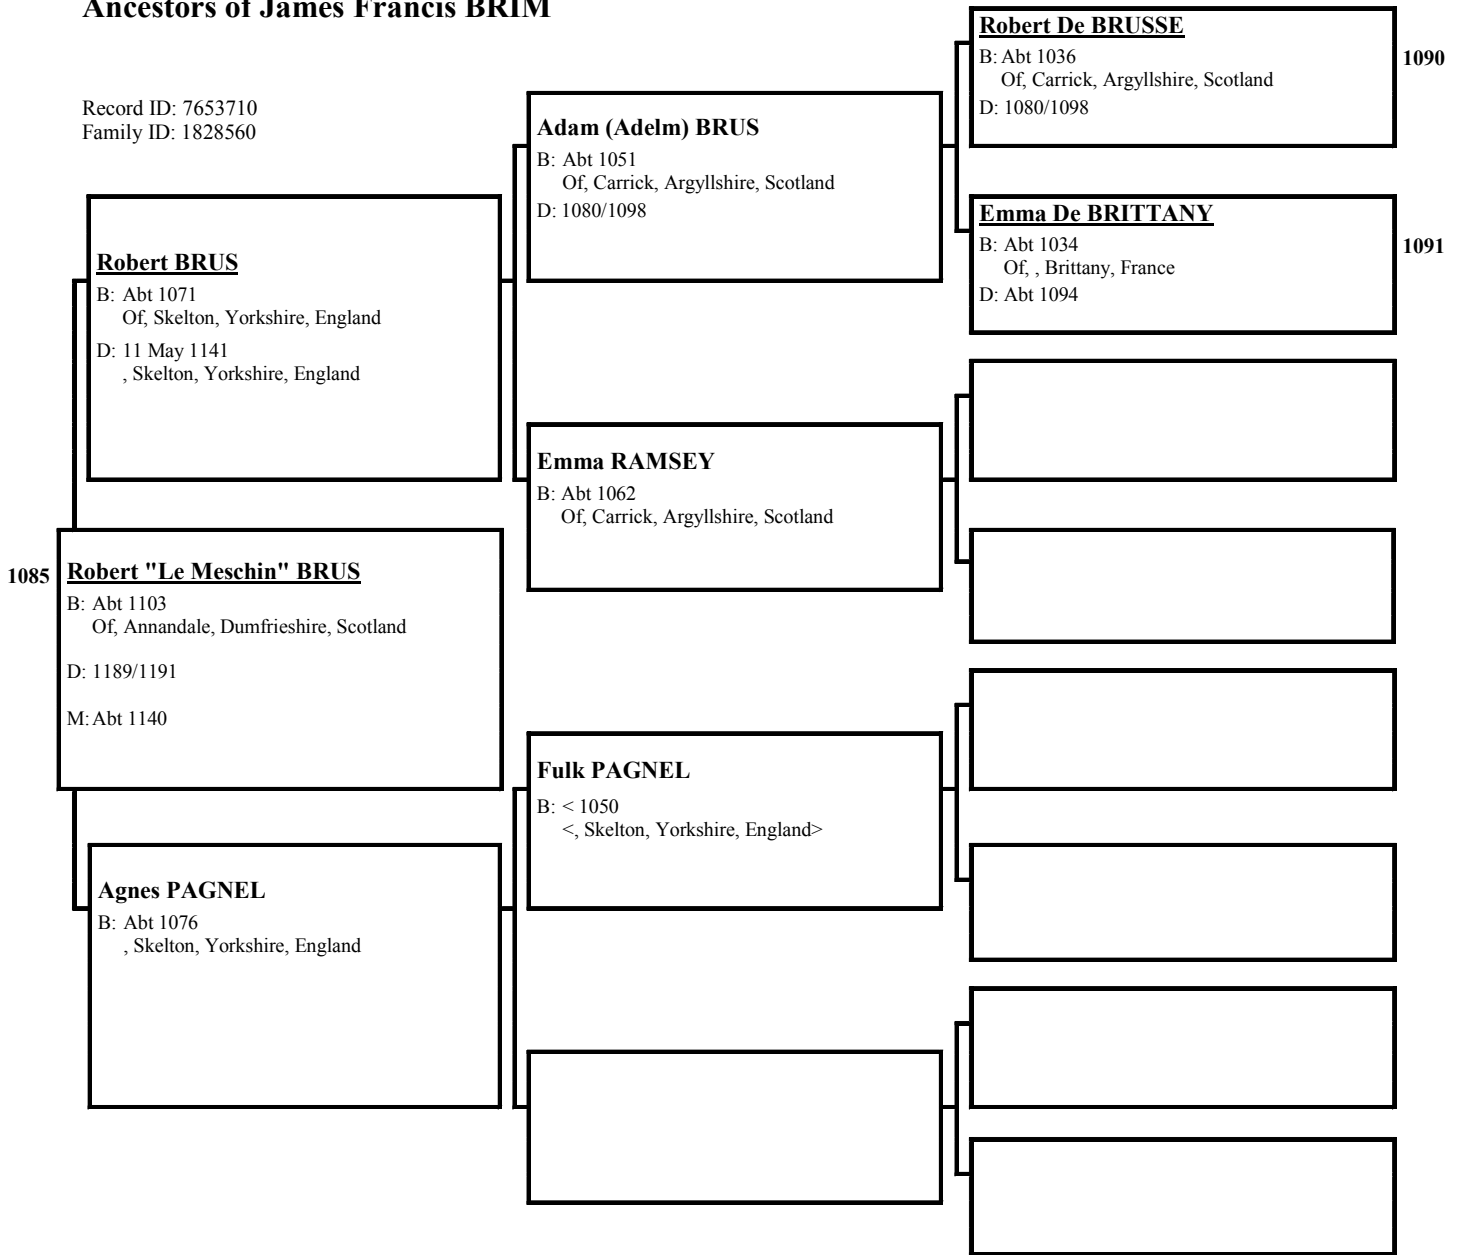 Ancestors of James Francis BRIM
Record ID: 7653710
Family ID: 1828560
Robert De BRUSSE
B: Abt 1036
Of, Carrick, Argyllshire, Scotland
D: 1080/1098
1090
Adam (Adelm) BRUS
B: Abt 1051
Of, Carrick, Argyllshire, Scotland
D: 1080/1098
Emma De BRITTANY
B: Abt 1034
Of, , Brittany, France
D: Abt 1094
1091
Robert BRUS
B: Abt 1071
Of, Skelton, Yorkshire, England
D: 11 May 1141
, Skelton, Yorkshire, England
Emma RAMSEY
B: Abt 1062
Of, Carrick, Argyllshire, Scotland
1085
Robert "Le Meschin" BRUS
B: Abt 1103
Of, Annandale, Dumfrieshire, Scotland
D: 1189/1191
M: Abt 1140
Fulk PAGNEL
B: < 1050
<, Skelton, Yorkshire, England>
Agnes PAGNEL
B: Abt 1076
, Skelton, Yorkshire, England